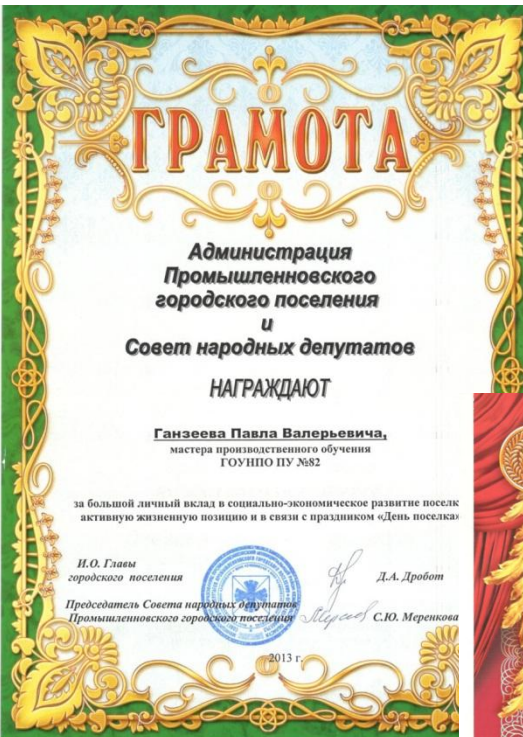 ГРАМОТА
Администрация
Промышленновского
городского поселения
и
Совет народных депутатов
НАГРАЖДАЮТ
Ганзеева Павла Валерьевича,
мастера производственного обучения
ГОУНПО ПУ №82
за большой личный вклад в социально-экономическое развитие поселк
активную жизненную позицию и в связи с праздником «День поселка»
И.О. Главы
городского поселения Д.А. Дробот
Председатель Совета народных депутатов
Промышленновского городского поселения С.Ю. Меренкова
2013 г.